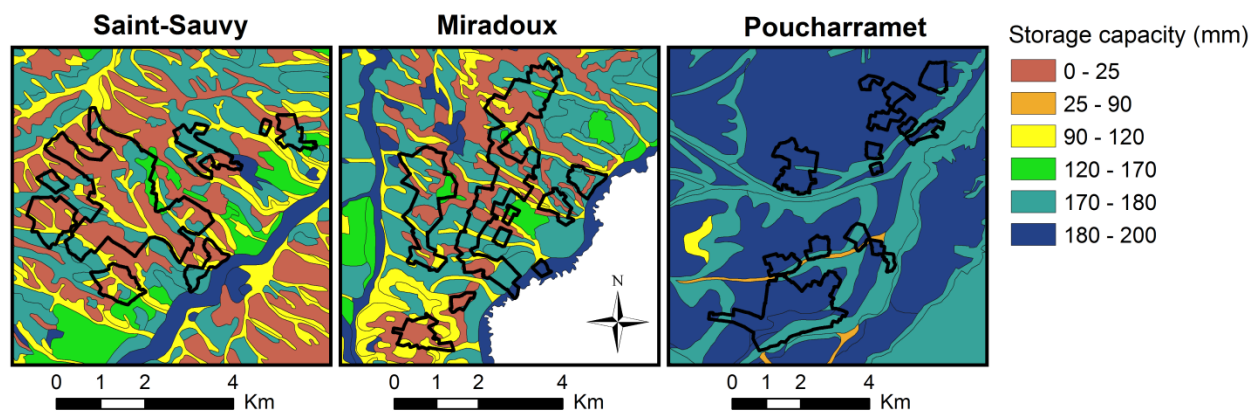 Saint-Sauvy
Miradoux
Poucharramet
Storage capacity (mm)
0 - 25
25 - 90
90 - 120
120 - 170
170 - 180
180 - 200
N
0 1 2 4
Km
0 1 2 4
Km
0 1 2 4
Km